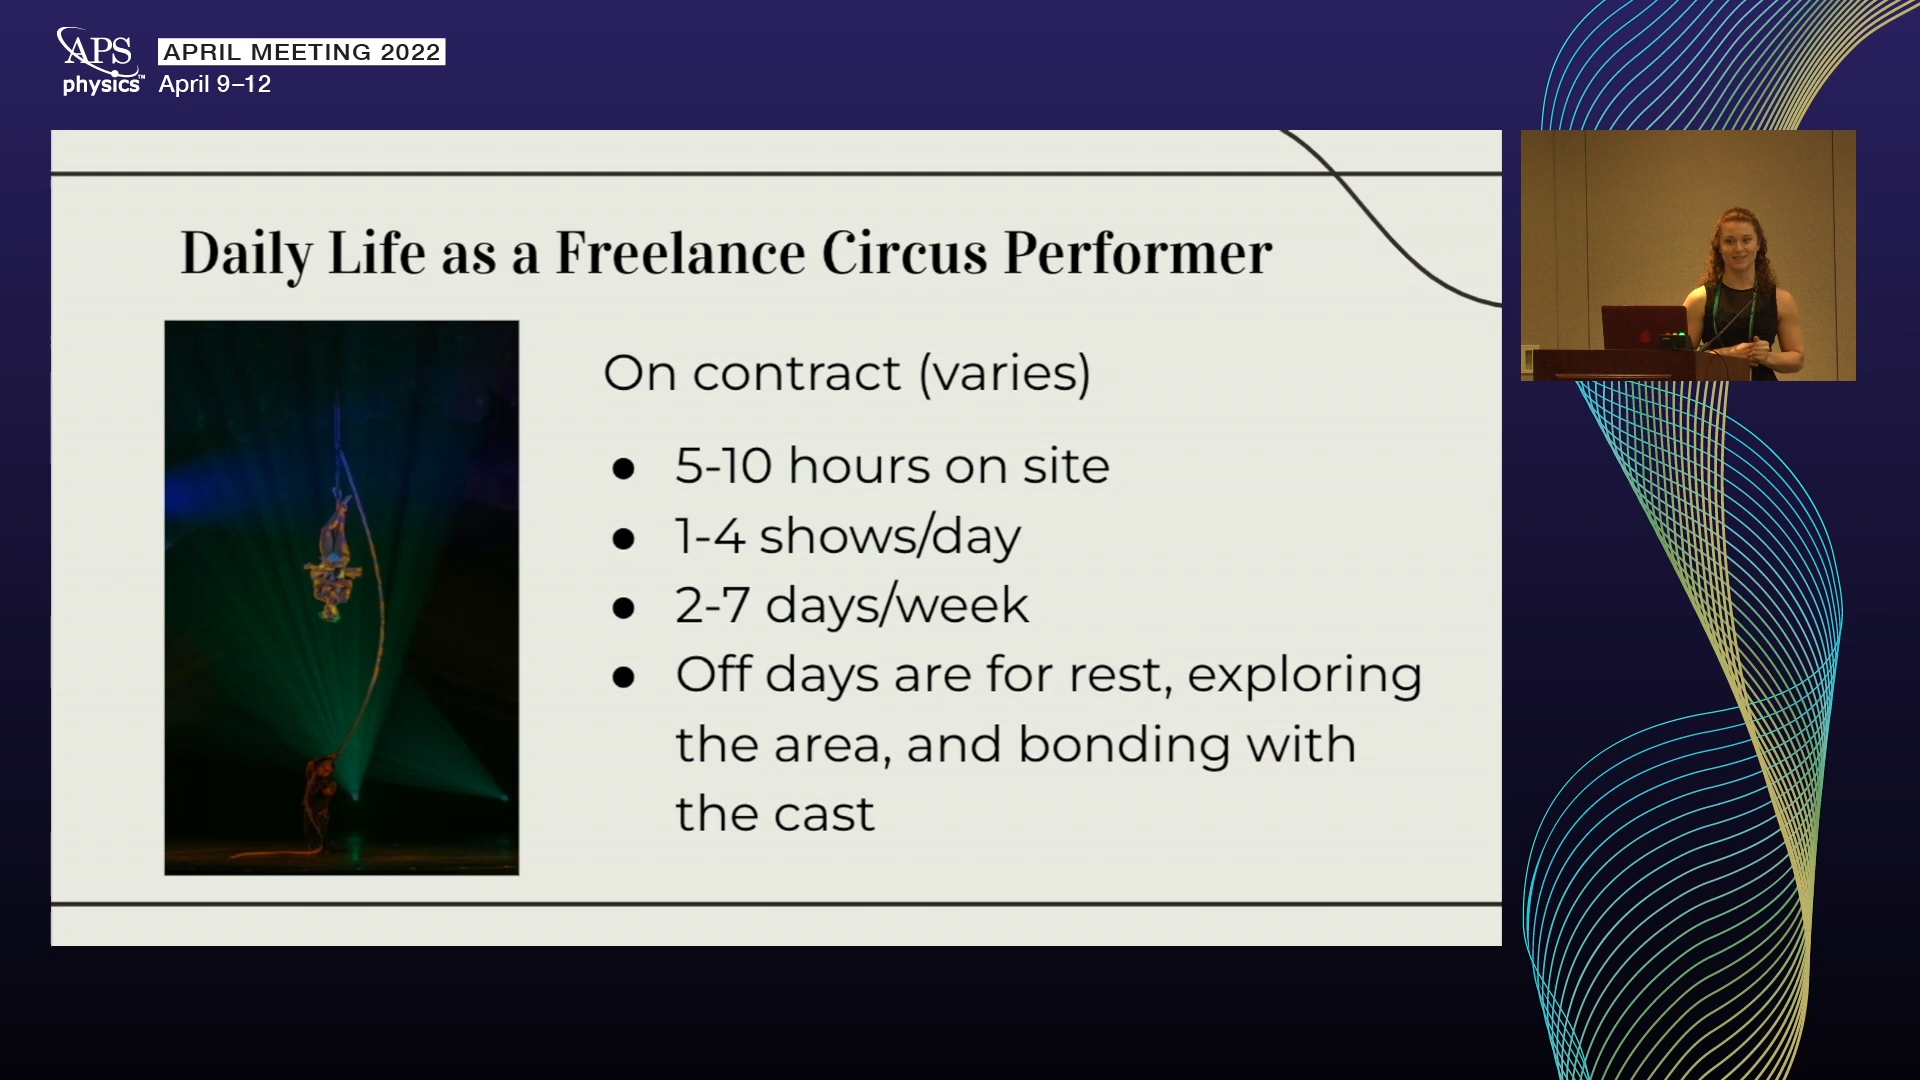 APS
physics™
APRIL MEETING 2022
April 9–12
Daily Life as a Freelance Circus Performer
On contract (varies)
● 5-10 hours on site
● 1-4 shows/day
● 2-7 days/week
● Off days are for rest, exploring
the area, and bonding with
the cast